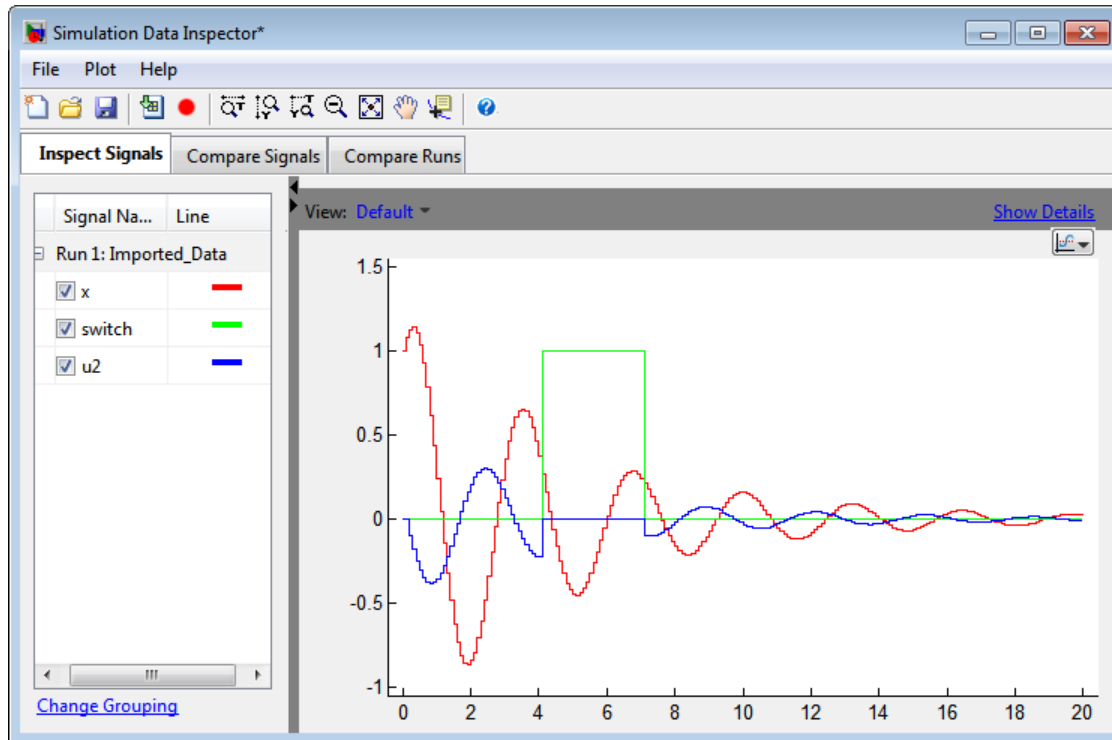 Simulation Data Inspector*
File Plot Help
Inspect Signals Compare Signals Compare Runs
Signal Na... Line
View: Default Show Details
Run 1: Imported_Data
x
switch
u2
1.5
1
0.5
0
-0.5
-1
0 2 4 6 8 10 12 14 16 18 20
Change Grouping